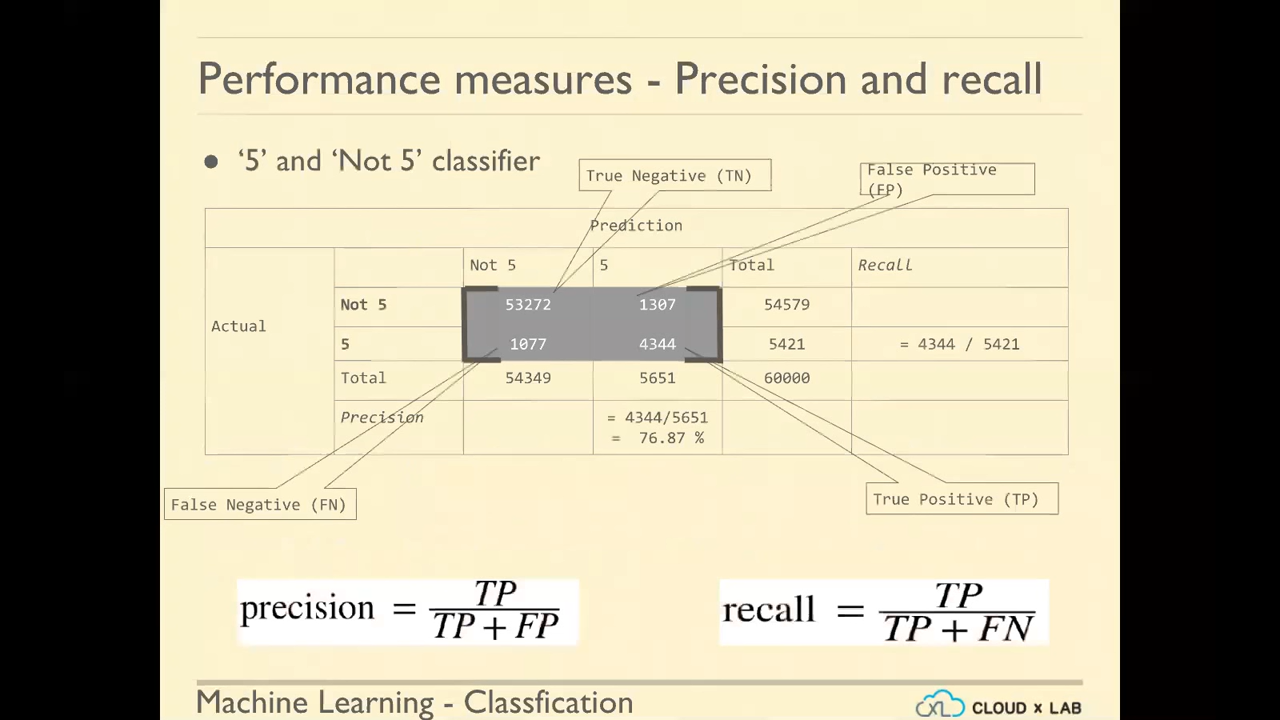 Performance measures - Precision and recall
● ‘5’ and ‘Not 5’ classifier
True Negative (TN)
False Positive
(FP)
Prediction
Not 5 5 Total Recall
Actual
Not 5 53272 1307 54579
5 1077 4344 5421 = 4344 / 5421
Total 54349 5651 60000
Precision = 4344/5651
= 76.87 %
False Negative (FN)
True Positive (TP)
precision = TP / TP + FP
recall = TP / TP + FN
Machine Learning - Classfication
CLOUD x LAB